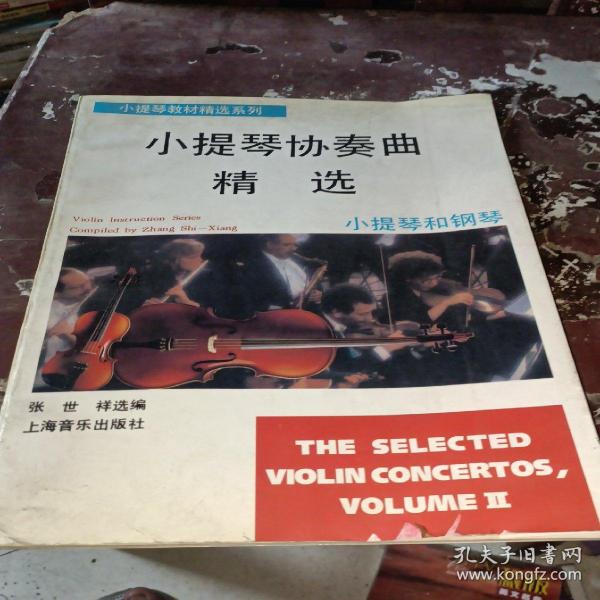 小提琴教材精选系列
小提琴协奏曲
精 选
Violin Instruction Series
Compiled by Zhang Shi-Xiang
小提琴和钢琴
张 世 祥选编
上海音乐出版社
THE SELECTED
VIOLIN CONCERTOS,
VOLUME II
孔夫子旧书网
www.kongfz.com